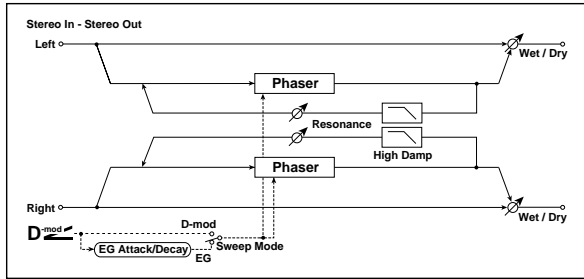 Stereo In - Stereo Out
Left
Wet / Dry
Phaser
Resonance
High Damp
Phaser
Right
Wet / Dry
D-mod
D-mod
EG Attack/Decay
EG
Sweep Mode